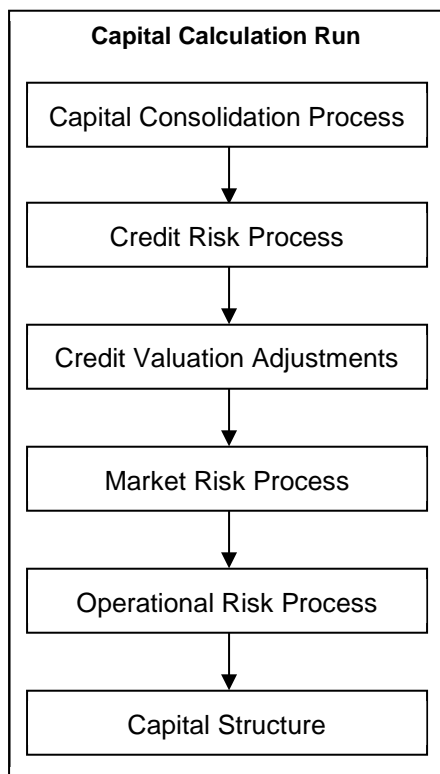 Capital Calculation Run
Capital Consolidation Process
Credit Risk Process
Credit Valuation Adjustments
Market Risk Process
Operational Risk Process
Capital Structure